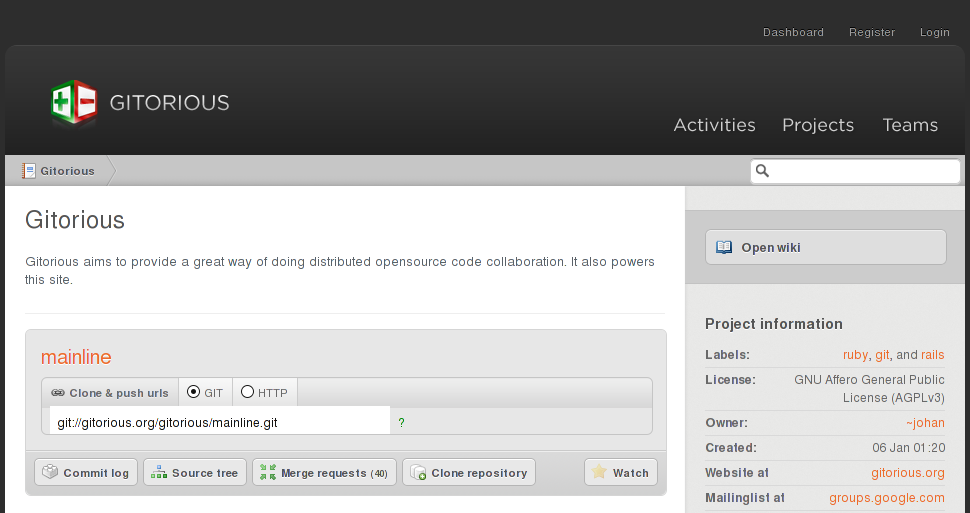 Dashboard Register Login
GITORIOUS
Activities Projects Teams
Gitorious
Gitorious
Gitorious aims to provide a great way of doing distributed opensource code collaboration. It also powers
this site.
mainline
Clone & push urls GIT HTTP
git://gitorious.org/gitorious/mainline.git ?
Commit log Source tree Merge requests (40) Clone repository Watch
Open wiki
Project information
Labels: ruby, git, and rails
License: GNU Affero General Public
License (AGPLv3)
Owner: ~johan
Created: 06 Jan 01:20
Website at gitorious.org
Mailinglist at groups.google.com